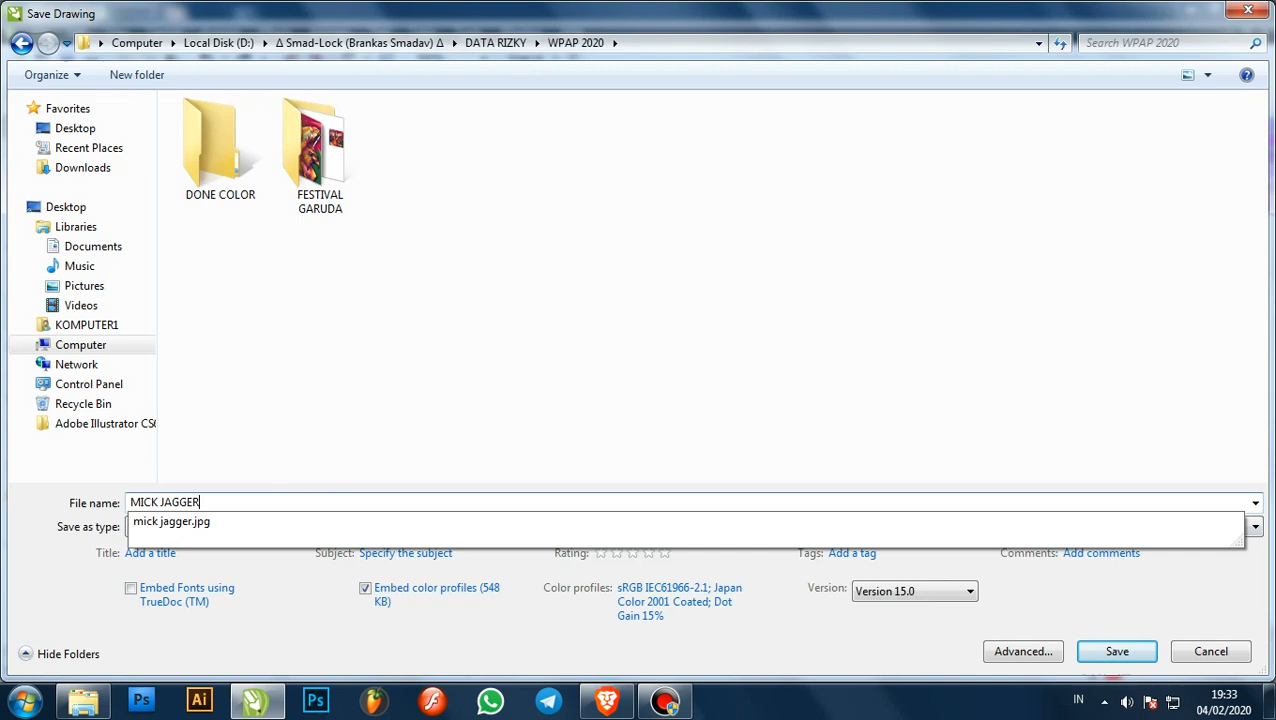 Save Drawing
Computer Local Disk (D:) Δ Smad-Lock (Brankas Smadav) Δ DATA RIZKY WPAP 2020
Search WPAP 2020
Organize New folder
Favorites
Desktop
Recent Places
Downloads
Desktop
Libraries
Documents
Music
Pictures
Videos
KOMPUTER1
Computer
Network
Control Panel
Recycle Bin
Adobe Illustrator CS
DONE COLOR
FESTIVAL
GARUDA
File name: MICK JAGGER
mick jagger.jpg
Save as type:
Title: Add a title Subject: Specify the subject Rating: Tags: Add a tag Comments: Add comments
Embed Fonts using
TrueDoc (TM)
Embed color profiles (548
KB)
Color profiles: sRGB IEC61966-2.1; Japan
Color 2001 Coated; Dot
Gain 15%
Version: Version 15.0
Hide Folders Advanced... Save Cancel
Ps Ai Ps
IN
19:33
04/02/2020